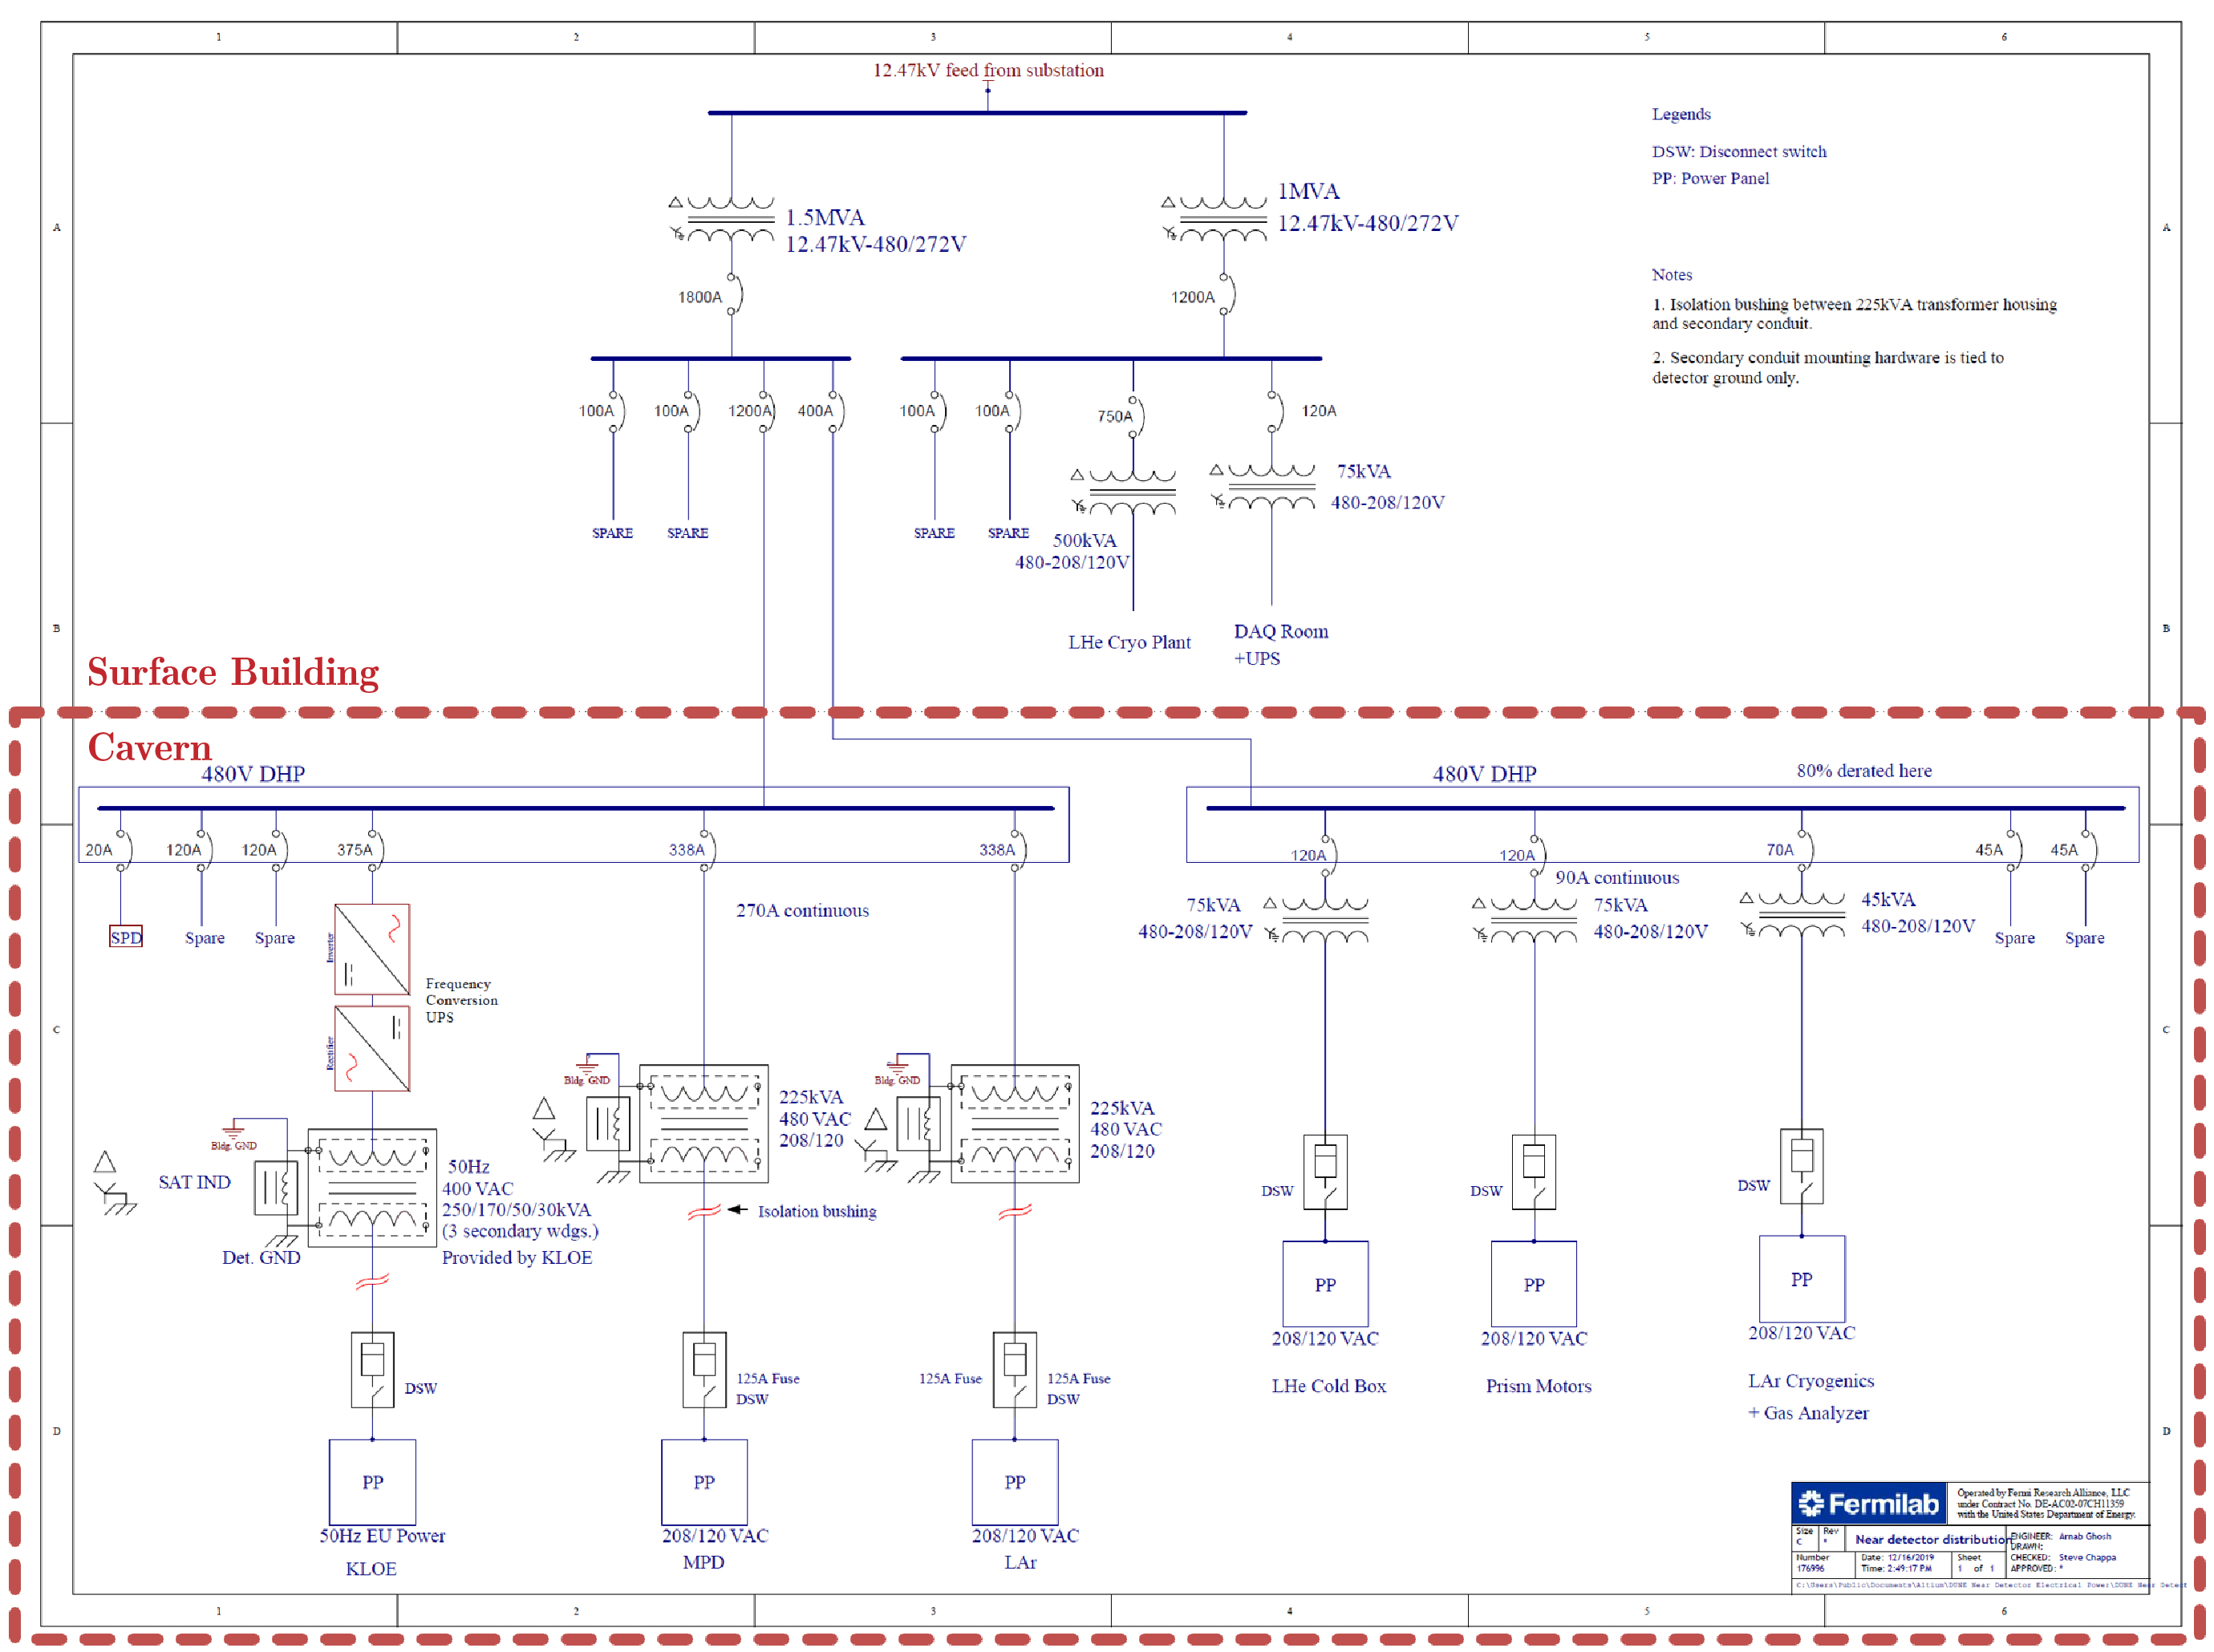 1 2 3 4 5 6
12.47kV feed from substation
Legends
DSW: Disconnect switch
PP: Power Panel
A
A
1.5MVA
12.47kV-480/272V
1MVA
12.47kV-480/272V
1800A
1200A
Notes
1. Isolation bushing between 225kVA transformer housing
and secondary conduit.
2. Secondary conduit mounting hardware is tied to
detector ground only.
100A 100A 1200A 400A 100A 100A 750A 120A
75kVA
480-208/120V
SPARE SPARE SPARE SPARE
500kVA
480-208/120V
B
B
LHe Cryo Plant
DAQ Room
+UPS
Surface Building
Cavern
480V DHP
480V DHP
80% derated here
20A 120A 120A 375A 338A 338A
120A 120A 70A 45A 45A
90A continuous
270A continuous
SPD Spare Spare
75kVA
480-208/120V
75kVA
480-208/120V
45kVA
480-208/120V
Spare Spare
Inverter
Rectifier
Frequency
Conversion
UPS
C
C
Bldg. GND
Bldg. GND
Bldg. GND
225kVA
480 VAC
208/120
225kVA
480 VAC
208/120
SAT IND
50Hz
400 VAC
250/170/50/30kVA
(3 secondary wdgs.)
Provided by KLOE
Det. GND
Isolation bushing
DSW
DSW
DSW
PP
PP
PP
208/120 VAC
208/120 VAC
208/120 VAC
LHe Cold Box
Prism Motors
LAr Cryogenics
+ Gas Analyzer
DSW
125A Fuse
DSW
125A Fuse
125A Fuse
DSW
D
D
PP
PP
PP
50Hz EU Power
KLOE
208/120 VAC
MPD
208/120 VAC
LAr
Fermilab
Operated by Fermi Research Alliance, LLC
under Contract No. DE-AC02-07CH11359
with the United States Department of Energy.
Size
C
Rev
*
Near detector distribution
ENGINEER: Arnab Ghosh
DRAWN:
CHECKED: Steve Chappa
APPROVED: *
Number
176996
Date: 12/16/2019
Time: 2:49:17 PM
Sheet
1 of 1
C:\Users\Public\Documents\Altium\DUNE Near Detector Electrical Power\DUNE Near Detect
1 2 3 4 5 6